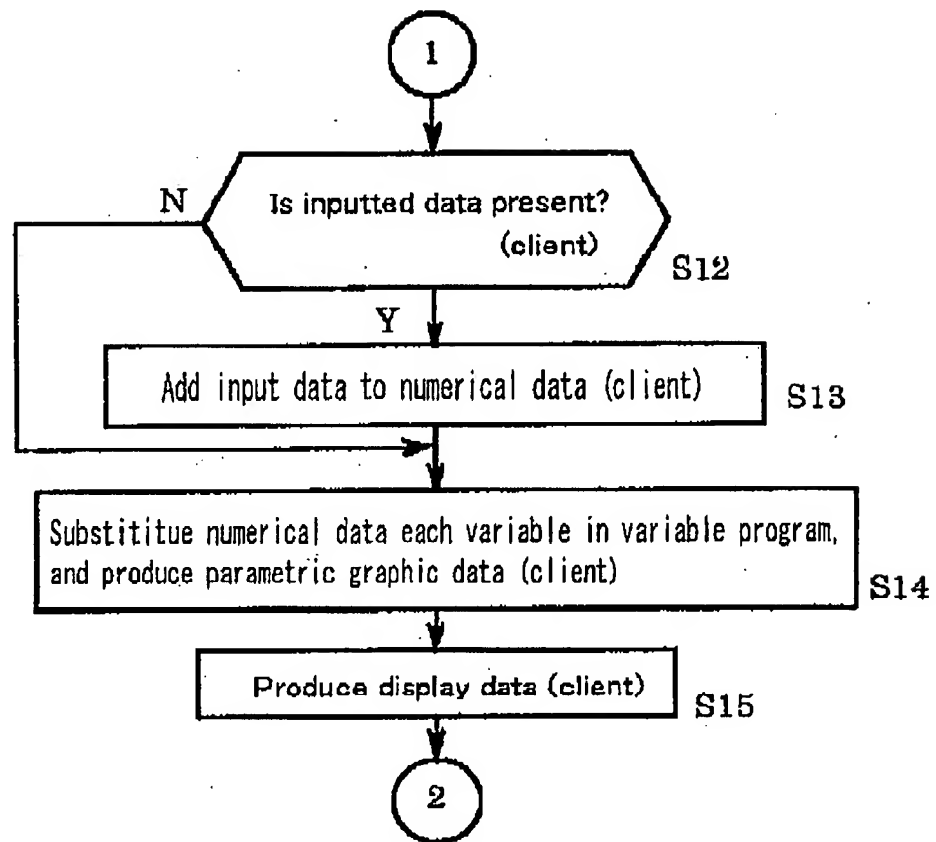 1
Is inputted data present?
(client)
N
S12
Y
Add input data to numerical data (client)
S13
Substititue numerical data each variable in variable program,
and produce parametric graphic data (client)
S14
Produce display data (client)
S15
2